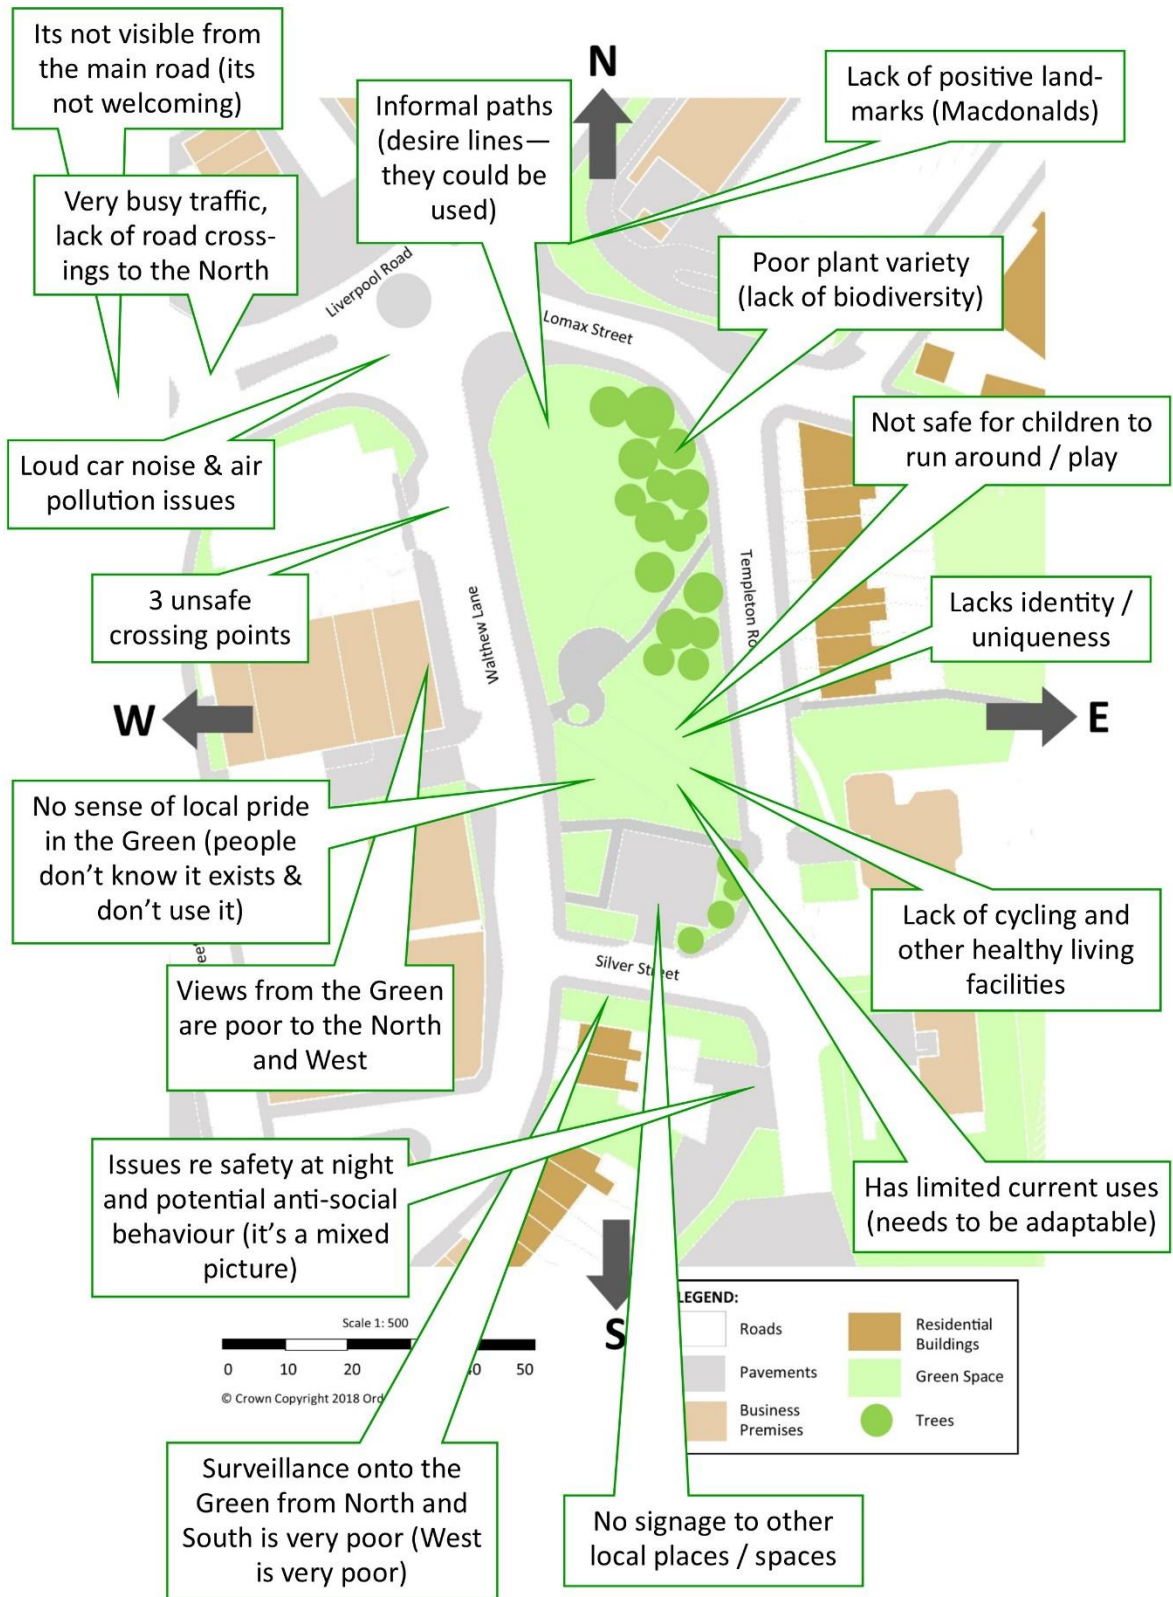 Its not visible from
the main road (its
not welcoming)
N
Lack of positive land-
marks (Macdonalds)
Informal paths
(desire lines—
they could be
used)
Very busy traffic,
lack of road cross-
ings to the North
Poor plant variety
(lack of biodiversity)
Liverpool Road
Lomax Street
Not safe for children to
run around / play
Loud car noise & air
pollution issues
3 unsafe
crossing points
Walthew Lane
Templeton
Lacks identity /
uniqueness
W
E
No sense of local pride
in the Green (people
don’t know it exists &
don’t use it)
Lack of cycling and
other healthy living
facilities
Silver Street
Views from the Green
are poor to the North
and West
Issues re safety at night
and potential anti-social
behaviour (it’s a mixed
picture)
Has limited current uses
(needs to be adaptable)
S
Scale 1: 500
0 10 20 50
© Crown Copyright 2018
LEGEND:
Roads
Pavements
Business
Premises
Residential
Buildings
Green Space
Trees
Surveillance onto the
Green from North and
South is very poor (West
is very poor)
No signage to other
local places / spaces